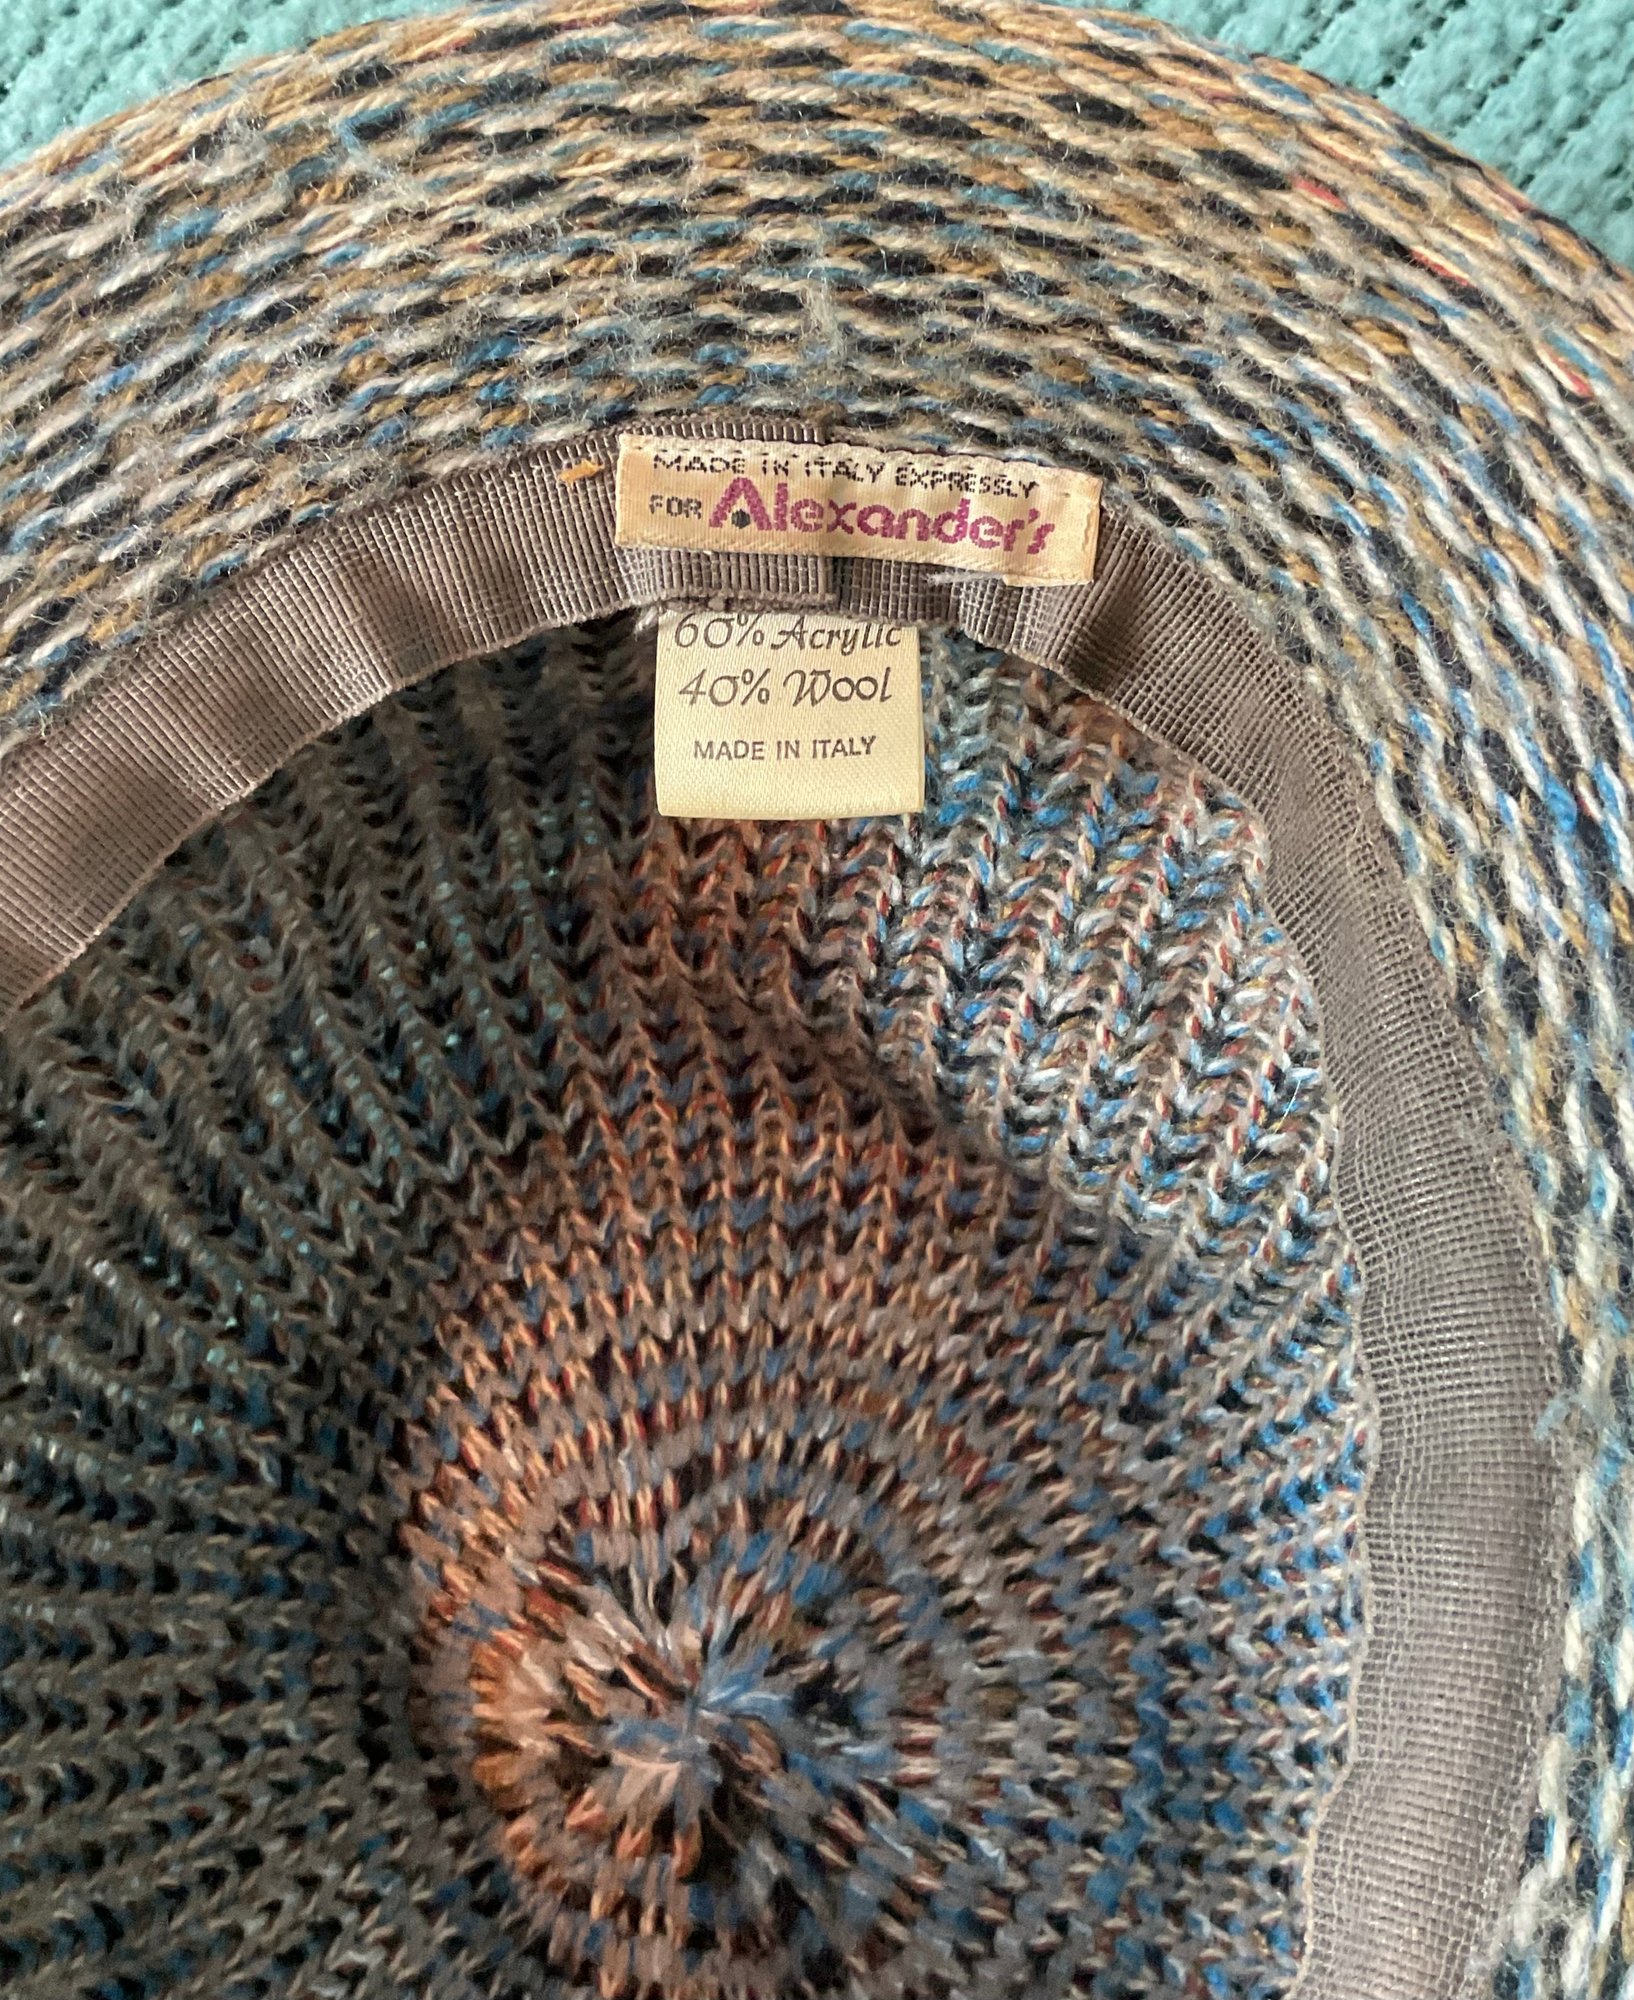 MADE IN ITALY EXPRESSLY
FOR Alexander's
60% Acrylic
40% Wool
MADE IN ITALY